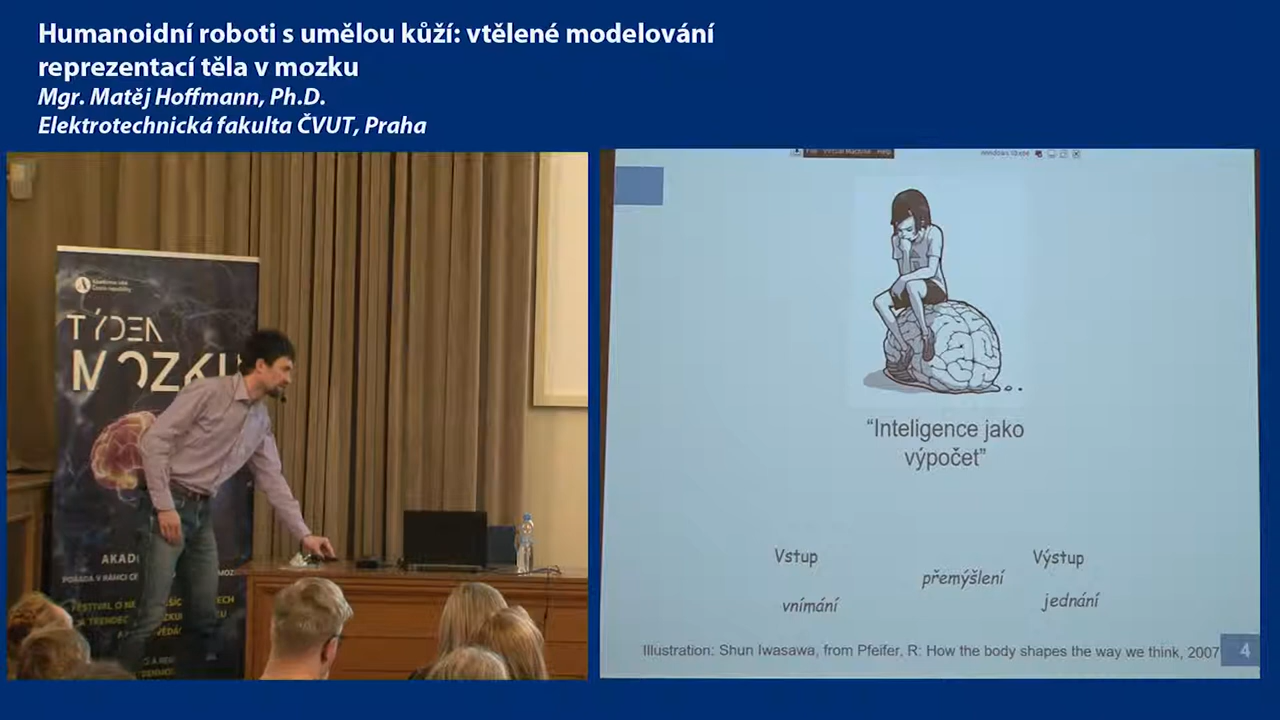 Humanoidní roboti s umělou kůží: vtělené modelování
reprezentací těla v mozku
Mgr. Matěj Hoffmann, Ph.D.
Elektrotechnická fakulta ČVUT, Praha
TÝDEN
MOZKU
"Inteligence jako
výpočet"
Vstup
Výstup
přemýšlení
vnímání
jednání
Illustration: Shun Iwasawa, from Pfeifer, R: How the body shapes the way we think, 2007
4